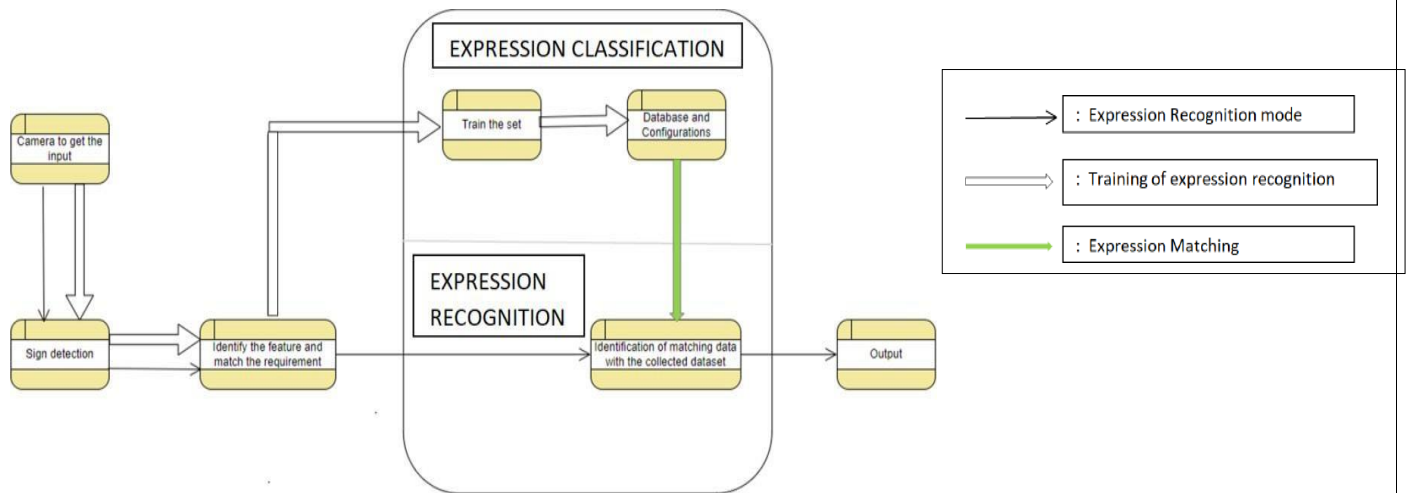 EXPRESSION CLASSIFICATION
Camera to get the
input
Train the set
Database and
Configurations
: Expression Recognition mode
: Training of expression recognition
: Expression Matching
EXPRESSION
RECOGNITION
Sign detection
Identify the feature and
match the requirement
Identification of matching data
with the collected dataset
Output